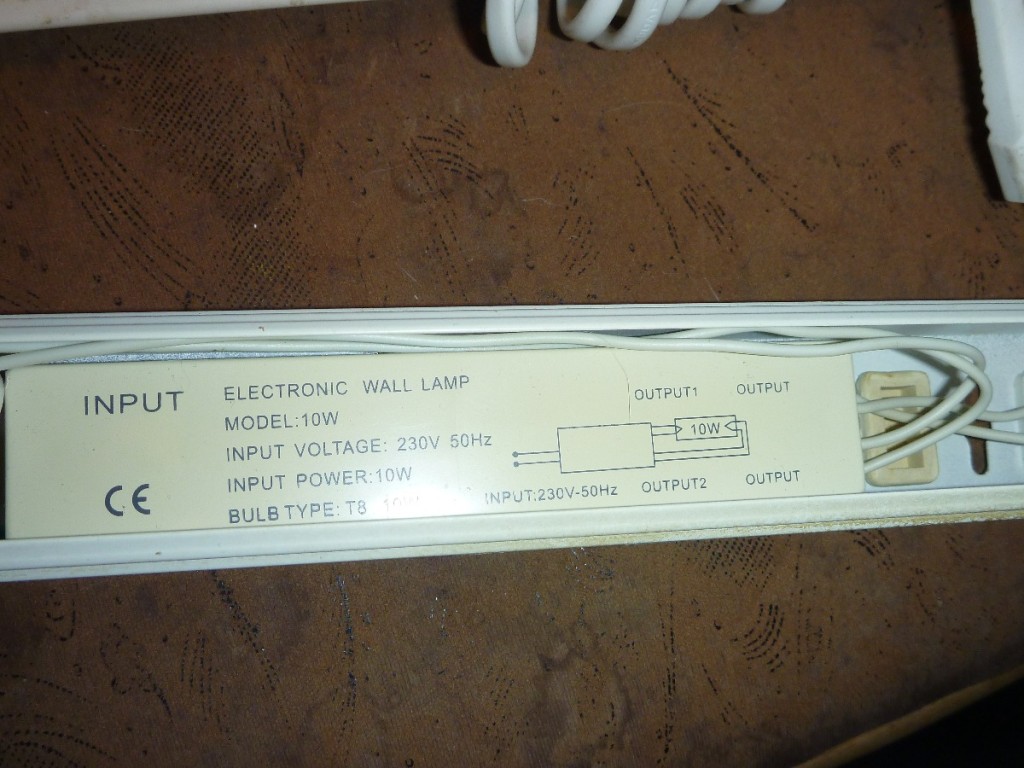 INPUT
CE
ELECTRONIC WALL LAMP
MODEL:10W
INPUT VOLTAGE: 230V 50Hz
INPUT POWER:10W
BULB TYPE: T8 10W
INPUT:230V-50Hz
OUTPUT1 OUTPUT
10W
OUTPUT2 OUTPUT